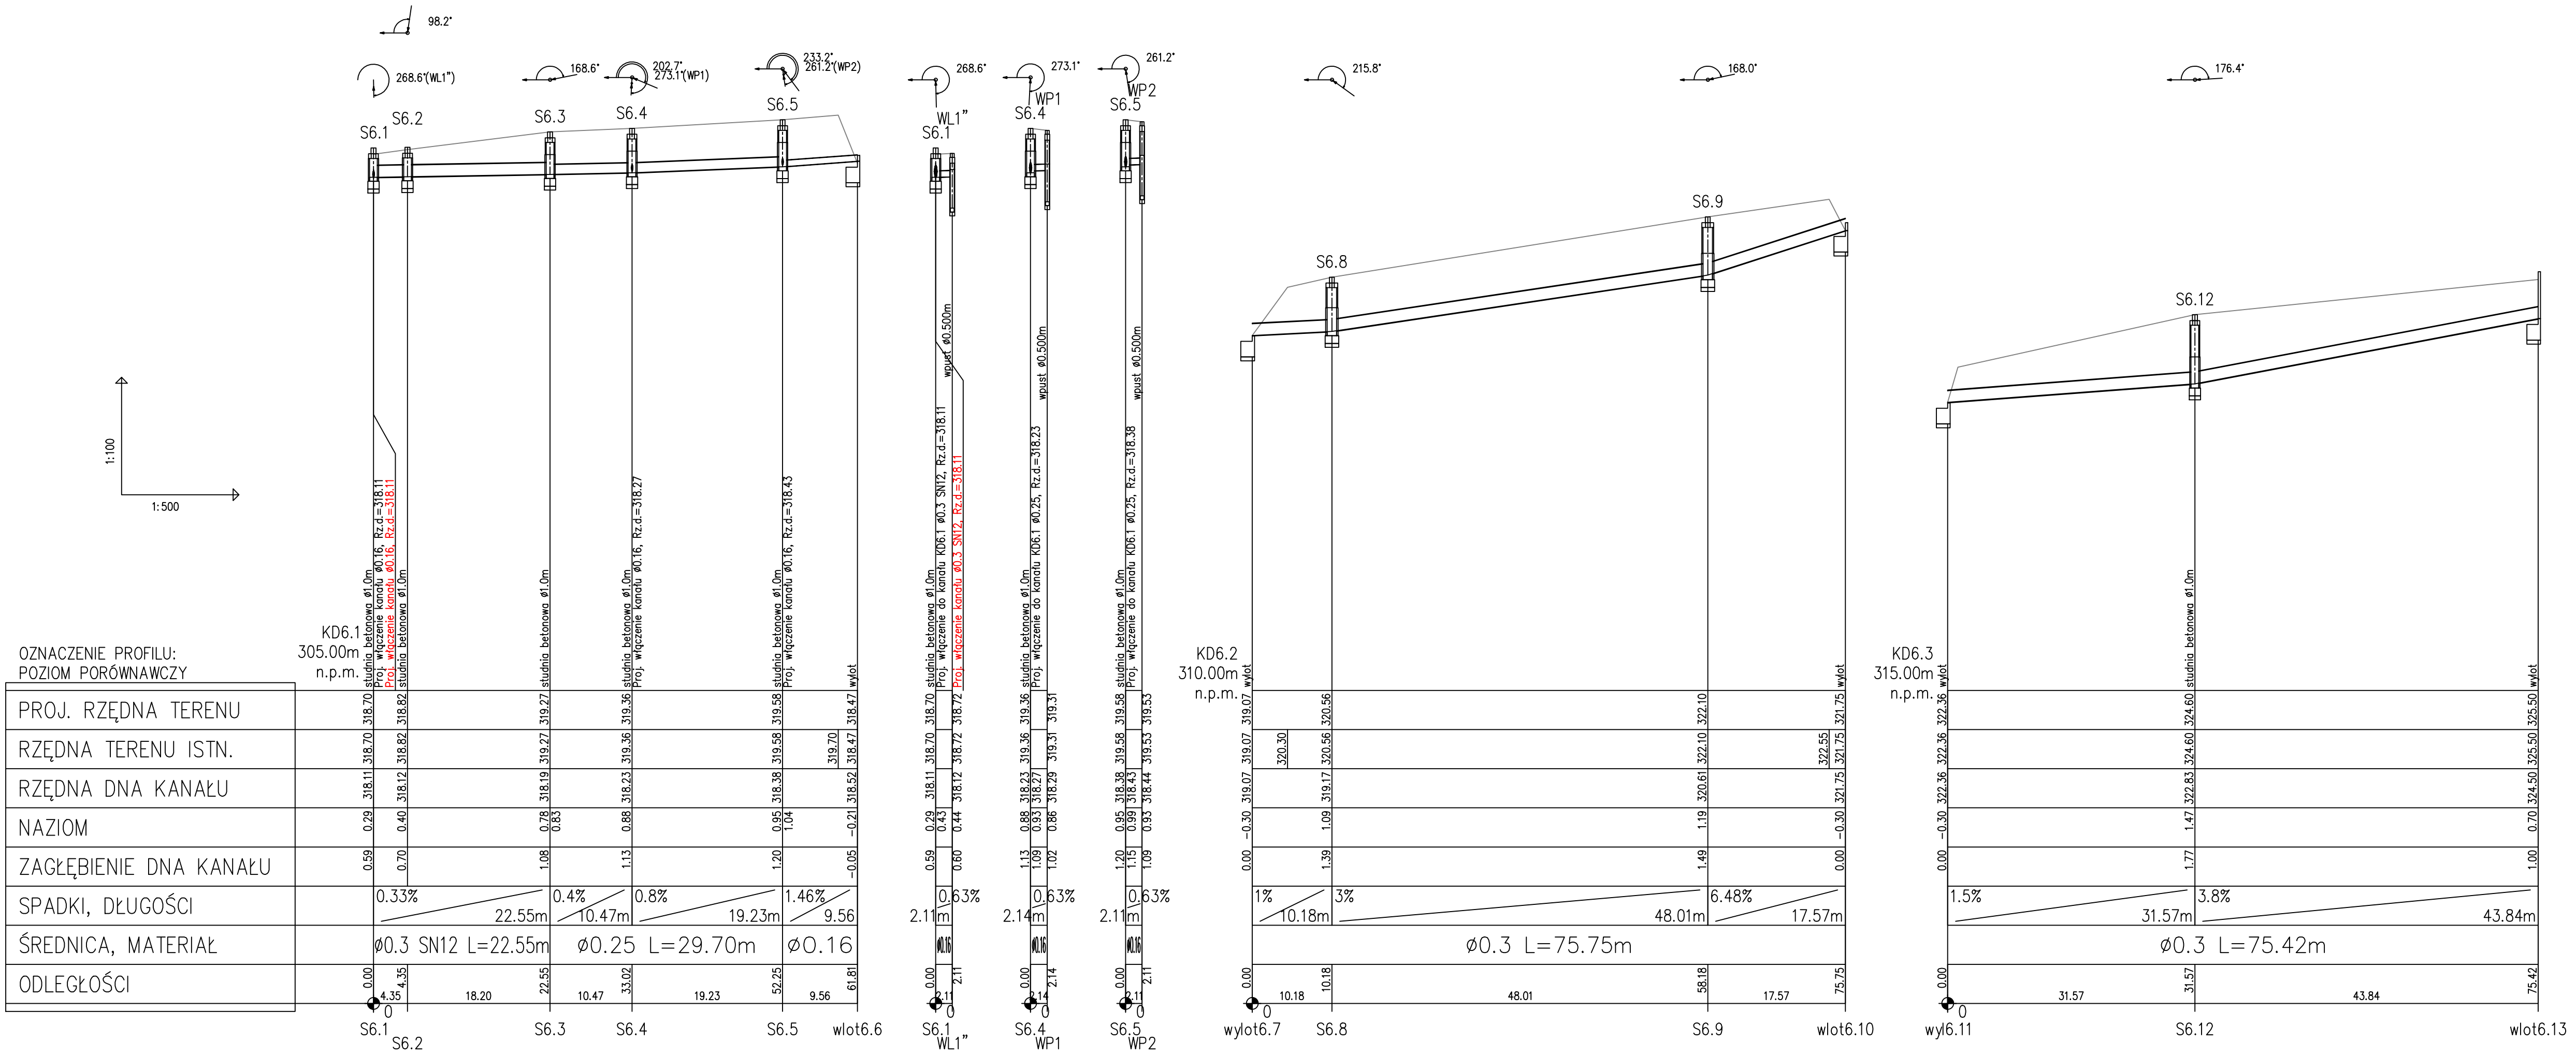 98.2°
268.6°(WL1")
168.6°
202.7°
273.1°(WP1)
233.2°
261.2°(WP2)
268.6°
273.1°
261.2°
215.8°
168.0°
176.4°
S6.1
S6.2
S6.3
S6.4
S6.5
WL1"
S6.1
WP1
S6.4
WP2
S6.5
S6.8
S6.9
S6.12
1:100
1:500
studnia betonowa ø1.0m
Proj. włączenie kanału ø0.16, Rz.d.=318.11
Proj. włączenie kanału ø0.16, Rz.d.=318.11
studnia betonowa ø1.0m
studnia betonowa ø1.0m
studnia betonowa ø1.0m
Proj. włączenie kanału ø0.16, Rz.d.=318.27
studnia betonowa ø1.0m
Proj. włączenie kanału ø0.16, Rz.d.=318.43
wylot
studnia betonowa ø1.0m
Proj. włączenie do kanału KD6.1 ø0.3 SN12, Rz.d.=318.11
wpust ø0.500m
Proj. włączenie kanału ø0.3 SN12, Rz.d.=318.11
studnia betonowa ø1.0m
Proj. włączenie do kanału KD6.1 ø0.25, Rz.d.=318.23
wpust ø0.500m
studnia betonowa ø1.0m
Proj. włączenie do kanału KD6.1 ø0.25, Rz.d.=318.38
wpust ø0.500m
wylot
wylot
wylot
studnia betonowa ø1.0m
wylot
OZNACZENIE PROFILU:
POZIOM PORÓWNAWCZY
KD6.1
305.00m
n.p.m.
KD6.2
310.00m
n.p.m.
KD6.3
315.00m
n.p.m.
PROJ. RZĘDNA TERENU
318.70 318.82 319.27 319.36 319.58 318.47 318.70 318.72 319.36 319.31 319.58 319.53 319.07 320.56 322.10 321.75 322.36 324.60 325.50
RZĘDNA TERENU ISTN.
318.70 318.82 319.27 319.36 319.58 319.70 318.47 318.70 318.72 319.36 319.31 319.58 319.53 319.07 320.30 320.56 322.10 322.55 321.75 322.36 324.60 325.50
RZĘDNA DNA KANAŁU
318.11 318.12 318.19 318.23 318.38 318.52 318.11 318.12 318.23 318.27 318.29 318.38 318.43 318.44 319.07 319.17 320.61 321.75 322.36 322.83 324.50
NAZIOM
0.29 0.40 0.78 0.83 0.88 0.95 1.04 -0.21 0.29 0.43 0.44 0.88 0.93 0.86 0.95 0.99 0.93 -0.30 1.09 1.19 -0.30 -0.30 1.47 0.70
ZAGŁĘBIENIE DNA KANAŁU
0.59 0.70 1.08 1.13 1.20 -0.05 0.59 0.60 1.13 1.09 1.02 1.20 1.15 1.09 0.00 1.39 1.49 0.00 0.00 1.77 1.00
SPADKI, DŁUGOŚCI
0.33% 0.4% 0.8% 1.46% 0.63% 0.63% 0.63% 1% 3% 6.48% 1.5% 3.8%
22.55m 10.47m 19.23m 9.56 2.11m 2.14m 2.11m 10.18m 48.01m 17.57m 31.57m 43.84m
ŚREDNICA, MATERIAŁ
ø0.3 SN12 L=22.55m ø0.25 L=29.70m ø0.16 ø0.16 ø0.16 ø0.16 ø0.3 L=75.75m ø0.3 L=75.42m
ODLEGŁOŚCI
0.00 4.35 22.55 33.02 52.25 61.81 0.00 2.11 0.00 2.14 0.00 2.11 0.00 10.18 58.18 75.75 0.00 31.57 75.42
4.35 18.20 10.47 19.23 9.56 2.11 2.14 2.11 10.18 48.01 17.57 31.57 43.84
0 0 0 0 0 0
S6.1 S6.3 S6.4 S6.5 wlot6.6 S6.1 S6.4 S6.5 wylot6.7 S6.8 S6.9 wlot6.10 wyl6.11 S6.12 wlot6.13
S6.2 WL1" WP1 WP2